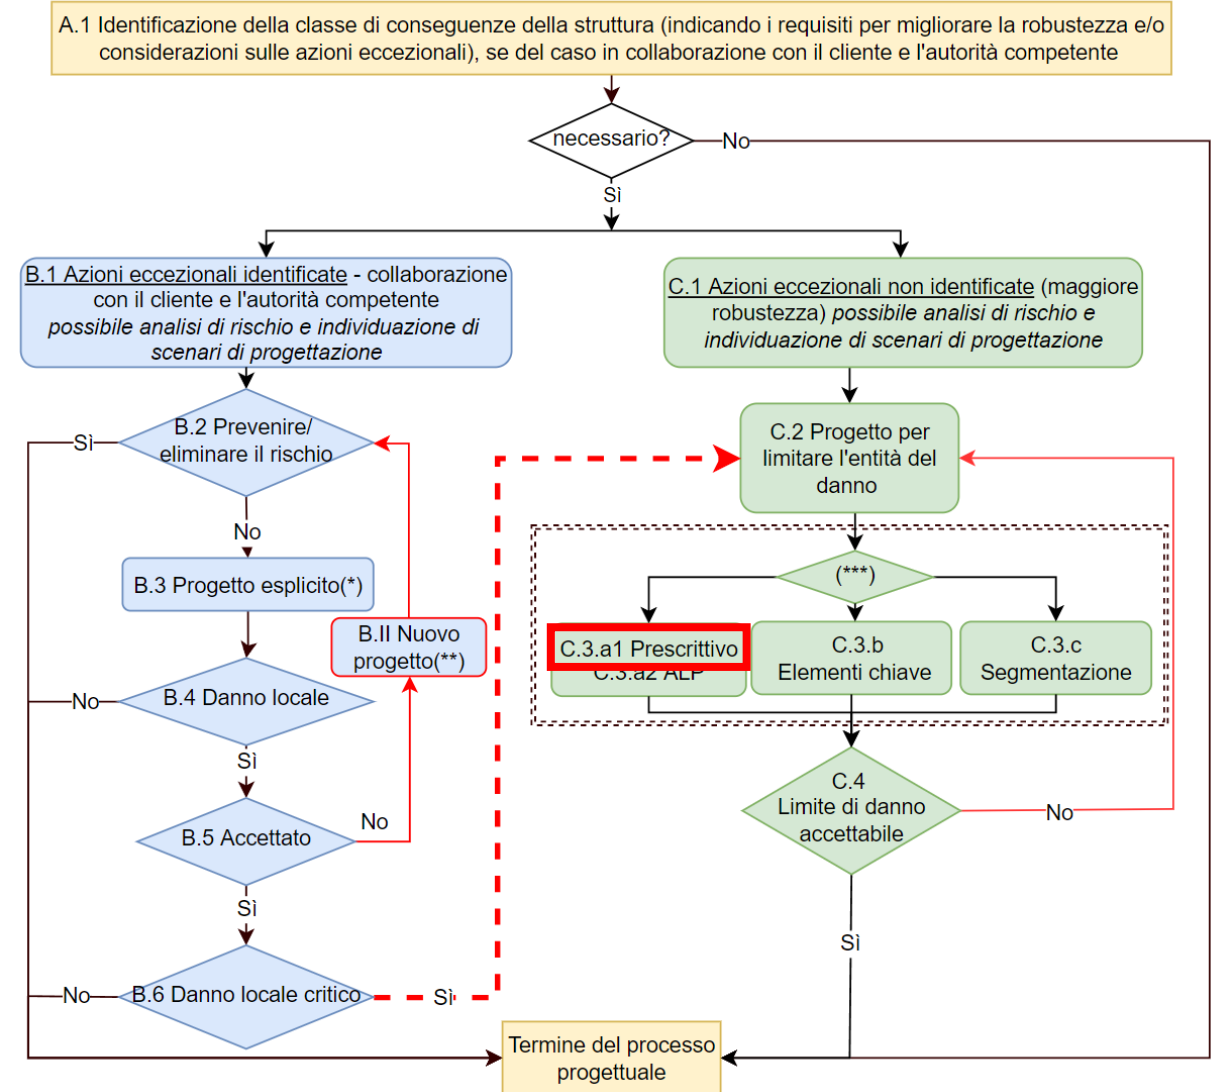 A.1 Identificazione della classe di conseguenze della struttura (indicando i requisiti per migliorare la robustezza e/o
considerazioni sulle azioni eccezionali), se del caso in collaborazione con il cliente e l'autorità competente
necessario?
No
Sì
B.1 Azioni eccezionali identificate - collaborazione
con il cliente e l'autorità competente
possibile analisi di rischio e individuazione di
scenari di progettazione
C.1 Azioni eccezionali non identificate (maggiore
robustezza) possibile analisi di rischio e
individuazione di scenari di progettazione
B.2 Prevenire/
eliminare il rischio
Sì
No
B.3 Progetto esplicito(*)
B.II Nuovo
progetto(**)
B.4 Danno locale
No
Sì
B.5 Accettato
No
Sì
B.6 Danno locale critico
No
Sì
C.2 Progetto per
limitare l'entità del
danno
(***)
C.3.a1 Prescrittivo
C.3.a2 ALP
C.3.b
Elementi chiave
C.3.c
Segmentazione
C.4
Limite di danno
accettabile
No
Sì
Termine del processo
progettuale